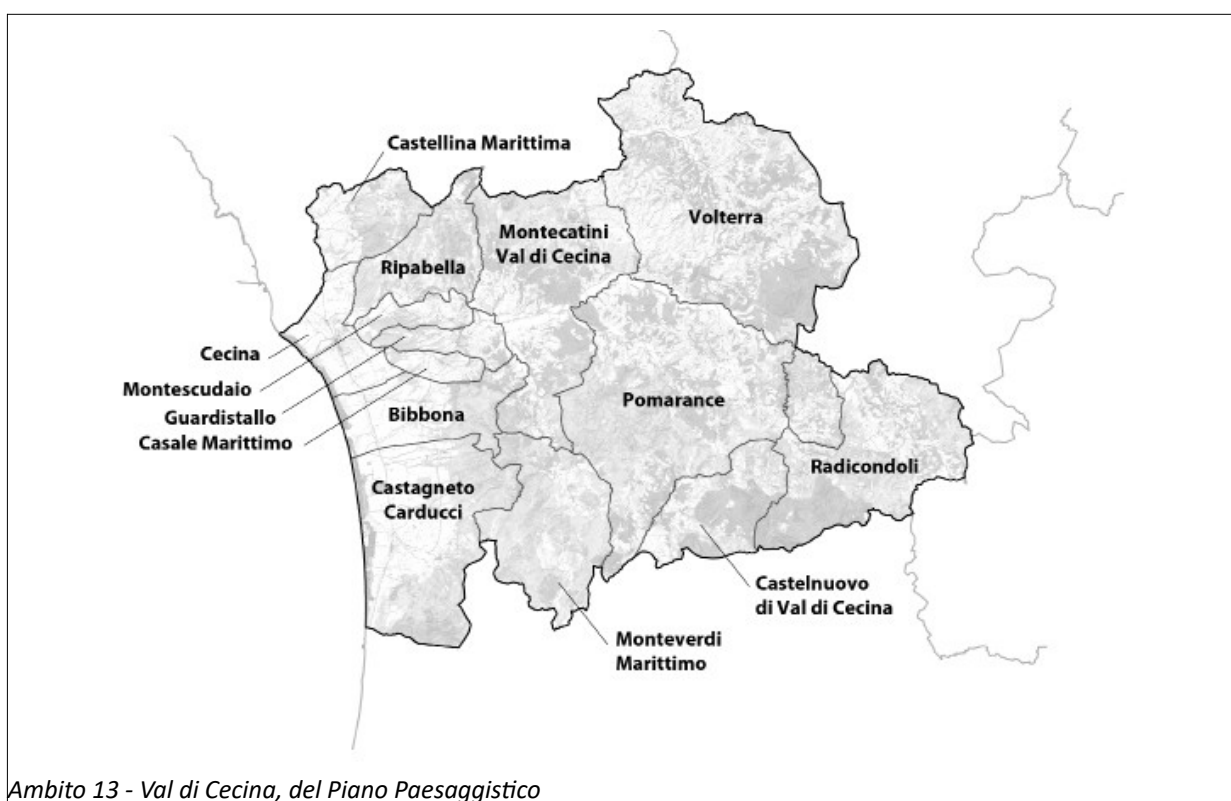 Castellina Marittima
Volterra
Montecatini
Val di Cecina
Ripabella
Cecina
Montescudaio
Guardistallo
Casale Marittimo
Bibbona
Pomarance
Radicondoli
Castagneto
Carducci
Castelnuovo
di Val di Cecina
Monteverdi
Marittimo
Ambito 13 - Val di Cecina, del Piano Paesaggistico